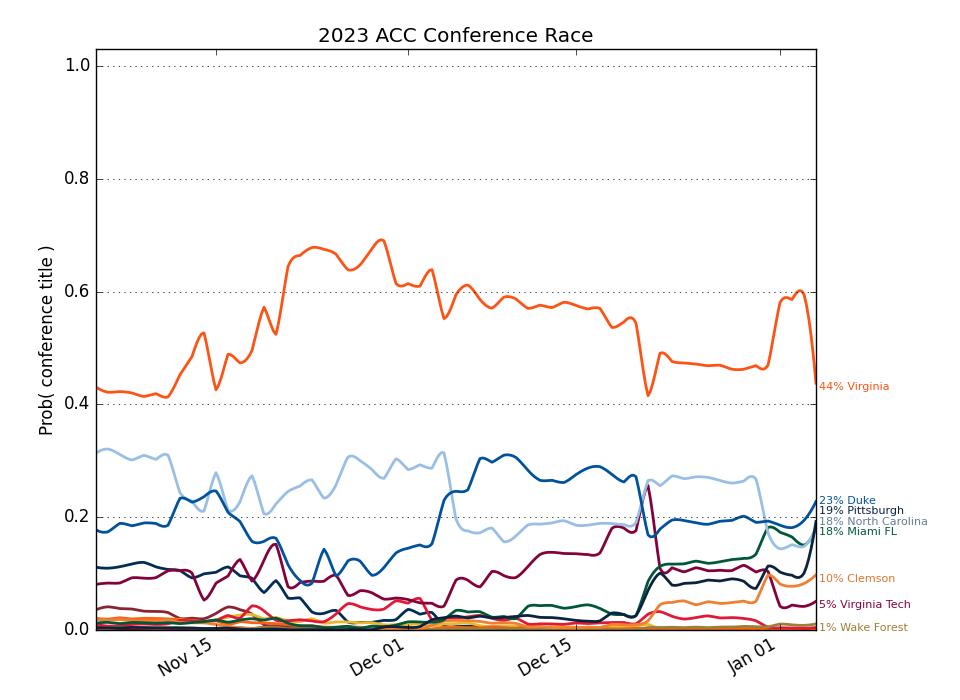 2023 ACC Conference Race
Prob( conference title )
1.0
0.8
0.6
0.4
0.2
0.0
Nov 15
Dec 01
Dec 15
Jan 01
44% Virginia
23% Duke
19% Pittsburgh
18% North Carolina
18% Miami FL
10% Clemson
5% Virginia Tech
1% Wake Forest